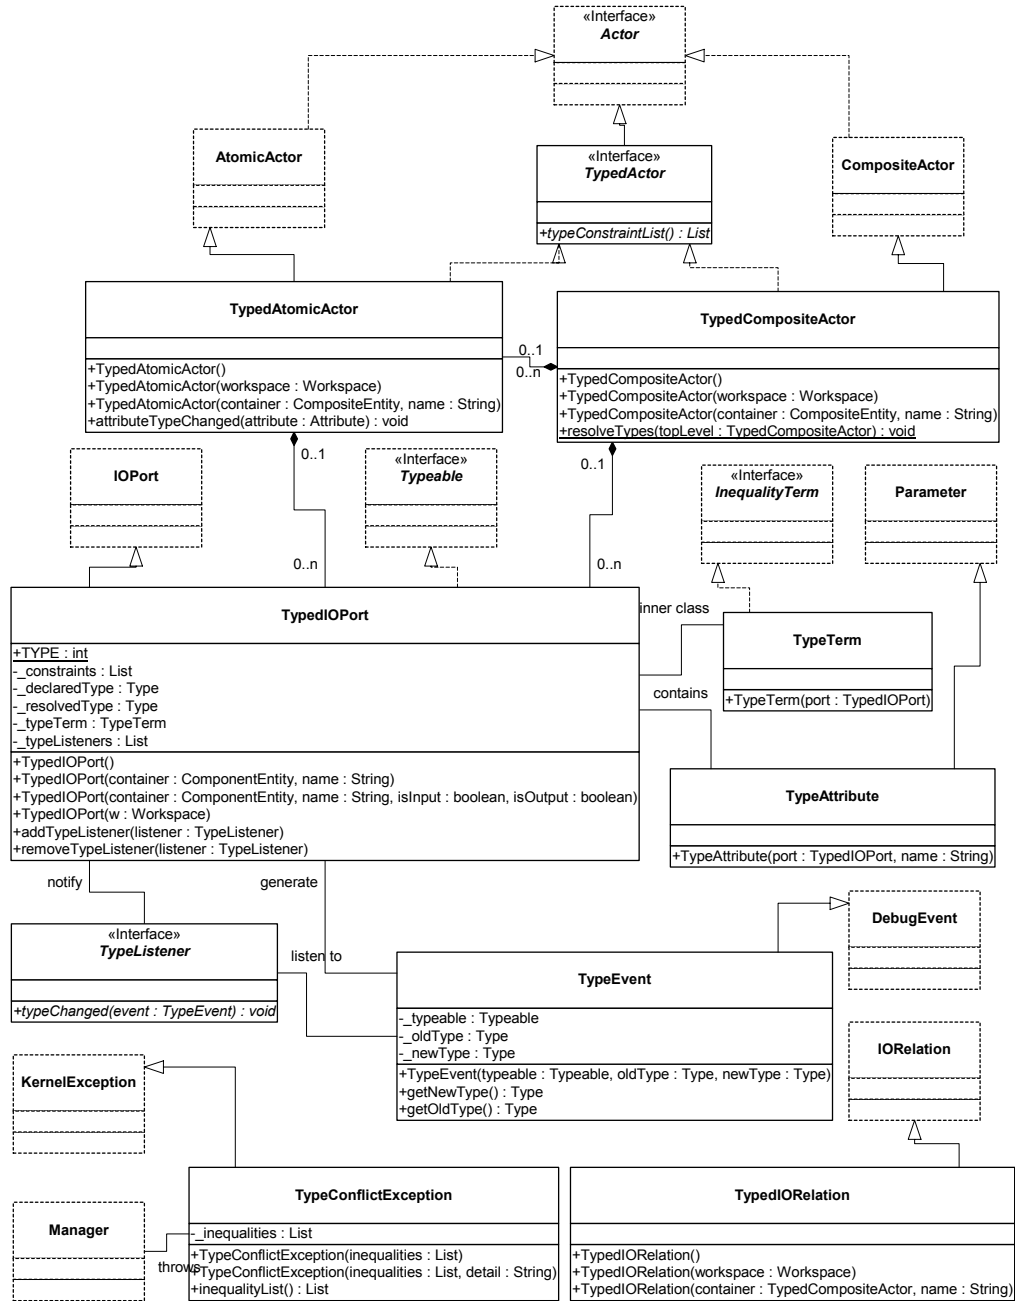 «Interface»
Actor
AtomicActor
«Interface»
TypedActor
+typeConstraintList() : List
CompositeActor
TypedAtomicActor
+TypedAtomicActor()
+TypedAtomicActor(workspace : Workspace)
+TypedAtomicActor(container : CompositeEntity, name : String)
+attributeTypeChanged(attribute : Attribute) : void
0..1
0..n
TypedCompositeActor
+TypedCompositeActor()
+TypedCompositeActor(workspace : Workspace)
+TypedCompositeActor(container : CompositeEntity, name : String)
+resolveTypes(topLevel : TypedCompositeActor) : void
0..1
0..1
IOPort
«Interface»
Typeable
«Interface»
InequalityTerm
Parameter
0..n
0..n
TypedIOPort
+TYPE : int
-_constraints : List
-_declaredType : Type
-_resolvedType : Type
-_typeTerm : TypeTerm
-_typeListeners : List
+TypedIOPort()
+TypedIOPort(container : ComponentEntity, name : String)
+TypedIOPort(container : ComponentEntity, name : String, isInput : boolean, isOutput : boolean)
+TypedIOPort(w : Workspace)
+addTypeListener(listener : TypeListener)
+removeTypeListener(listener : TypeListener)
inner class
TypeTerm
+TypeTerm(port : TypedIOPort)
contains
TypeAttribute
+TypeAttribute(port : TypedIOPort, name : String)
notify
generate
«Interface»
TypeListener
+typeChanged(event : TypeEvent) : void
listen to
TypeEvent
-_typeable : Typeable
-_oldType : Type
-_newType : Type
+TypeEvent(typeable : Typeable, oldType : Type, newType : Type)
+getNewType() : Type
+getOldType() : Type
DebugEvent
IORelation
KernelException
TypeConflictException
-_inequalities : List
+TypeConflictException(inequalities : List)
+TypeConflictException(inequalities : List, detail : String)
+inequalityList() : List
Manager
throws
TypedIORelation
+TypedIORelation()
+TypedIORelation(workspace : Workspace)
+TypedIORelation(container : TypedCompositeActor, name : String)